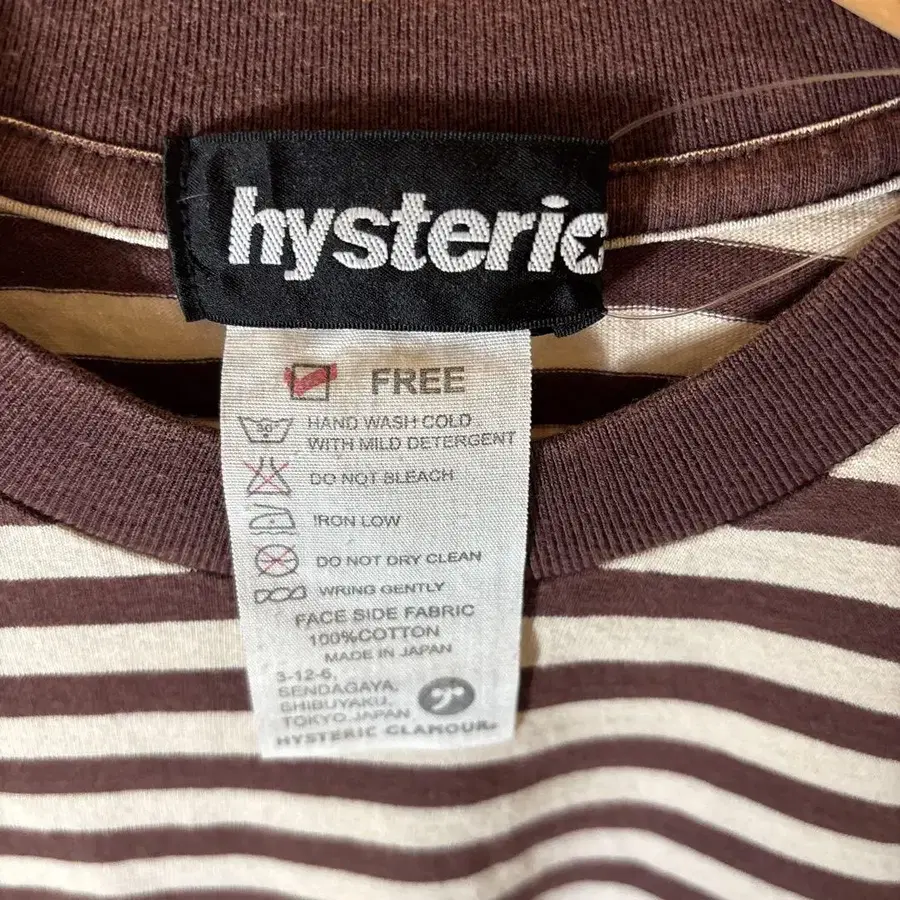 hysteric
FREE
30
HAND WASH COLD
WITH MILD DETERGENT
DO NOT BLEACH
IRON LOW
DO NOT DRY CLEAN
WRING GENTLY
FACE SIDE FABRIC
100%COTTON
MADE IN JAPAN
3-12-6,
SENDAGAYA,
SHIBUYAKU,
TOKYO.JAPAN
HYSTERIC GLAMOUR®